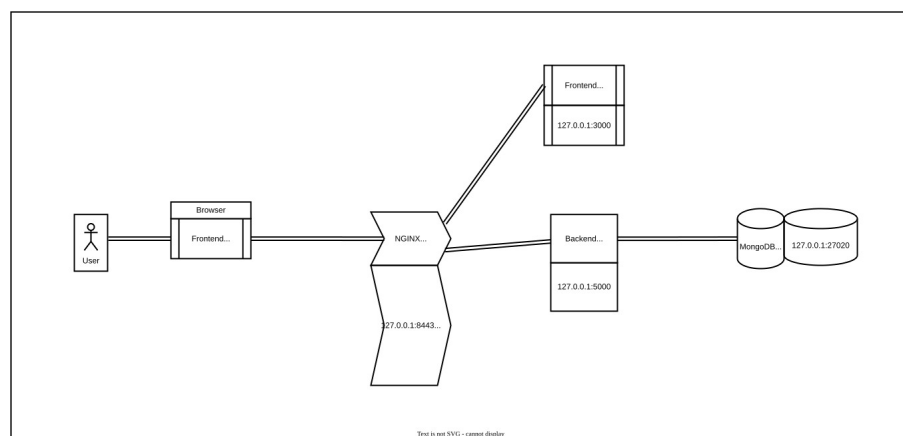 Frontend...
127.0.0.1:3000
Browser
Frontend...
User
NGINX...
127.0.0.1:8443...
Backend...
127.0.0.1:5000
MongoDB...
127.0.0.1:27020
Text is not SVG - cannot display